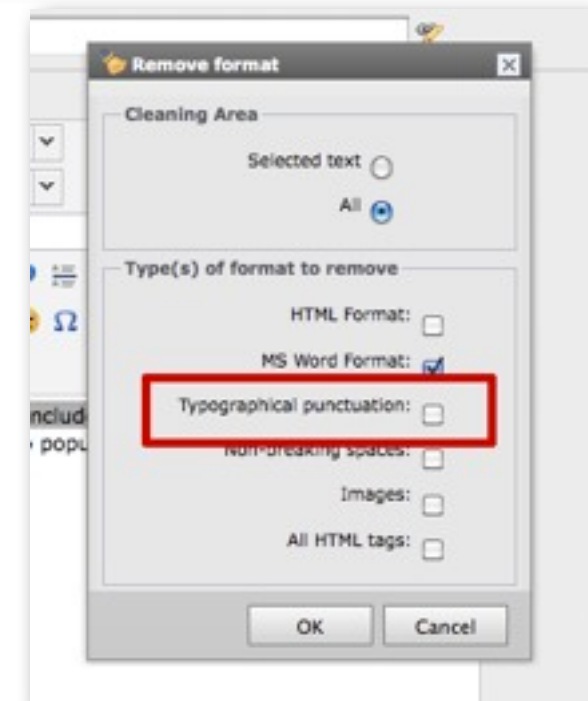 Remove format
Cleaning Area
Selected text
All
Type(s) of format to remove
HTML Format:
MS Word Format:
Ω
Typographical punctuation:
includ
popu
Non-breaking spaces:
Images:
All HTML tags:
OK Cancel